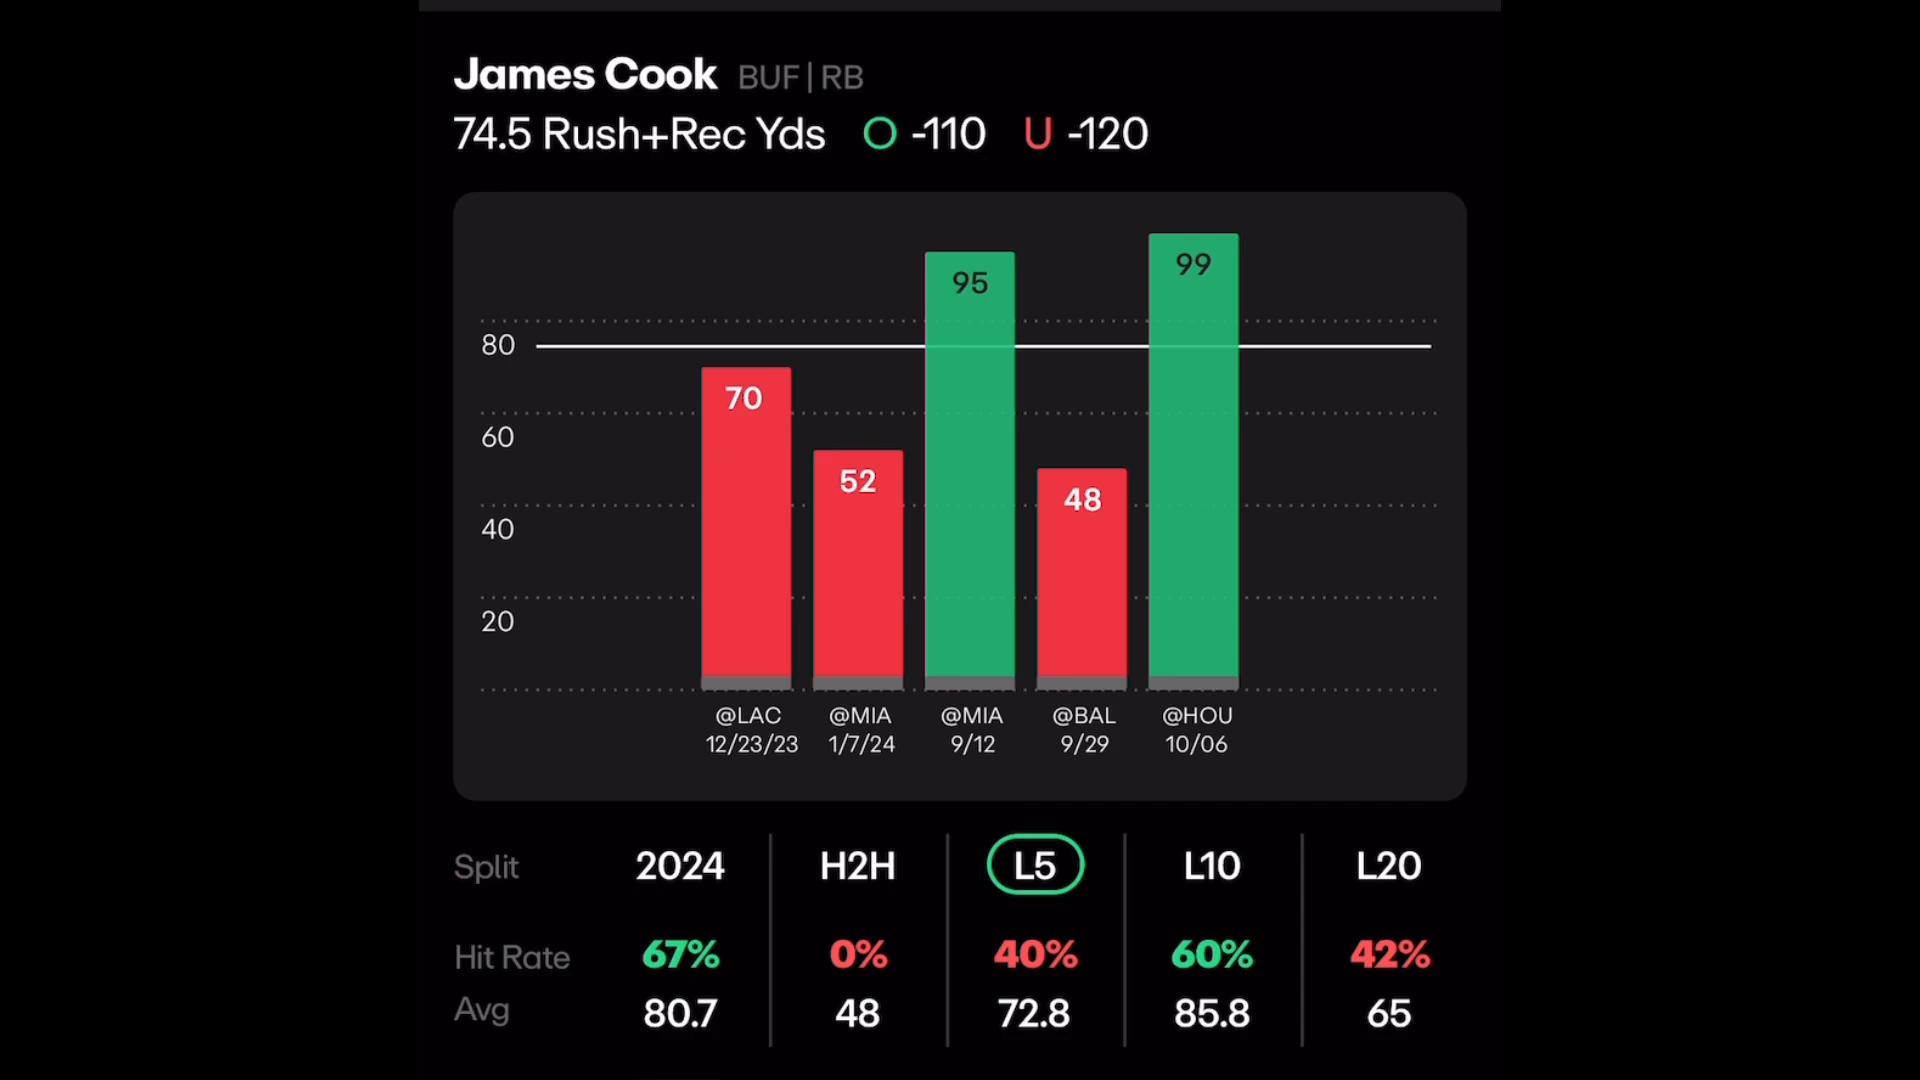 James Cook BUF | RB
74.5 Rush+Rec Yds O -110 U -120
95
99
80
70
60
52
48
40
20
@LAC @MIA @MIA @BAL @HOU
12/23/23 1/7/24 9/12 9/29 10/06
Split 2024 H2H L5 L10 L20
Hit Rate 67% 0% 40% 60% 42%
Avg 80.7 48 72.8 85.8 65